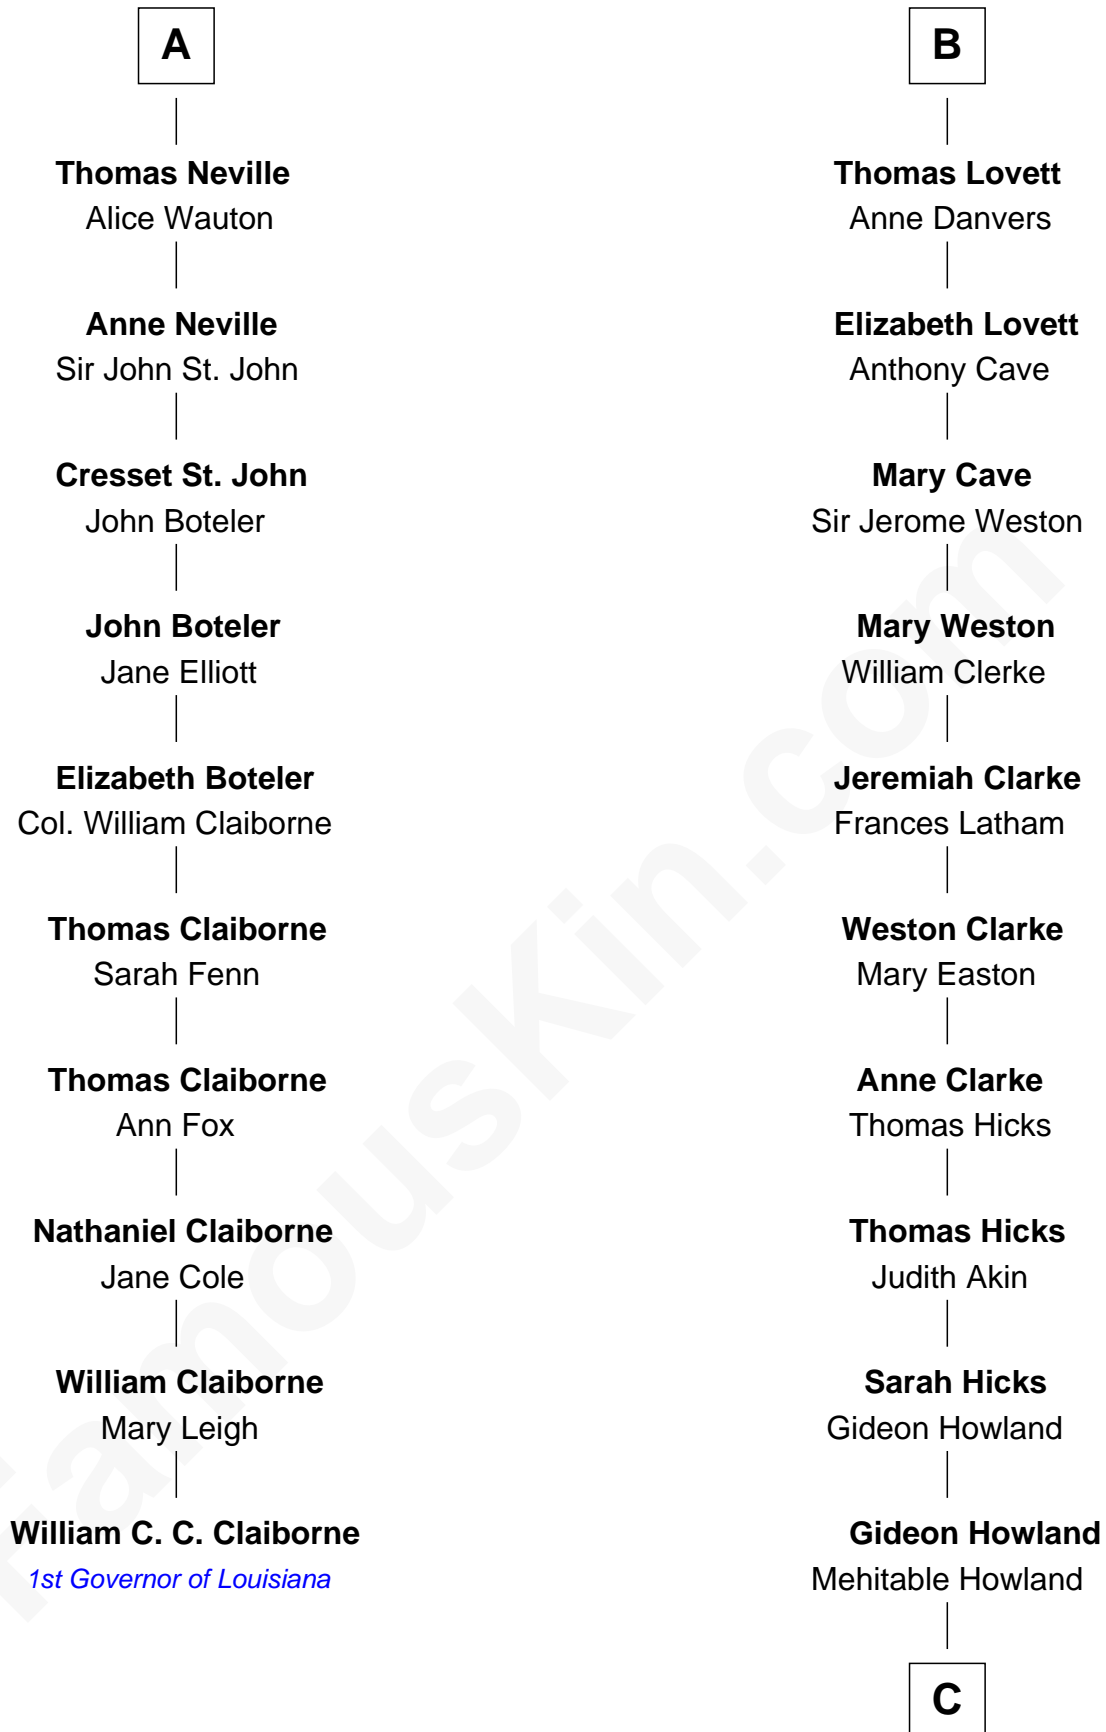 A
Thomas Neville
Alice Wauton
Anne Neville
Sir John St. John
Cresset St. John
John Boteler
John Boteler
Jane Elliott
Elizabeth Boteler
Col. William Claiborne
Thomas Claiborne
Sarah Fenn
Thomas Claiborne
Ann Fox
Nathaniel Claiborne
Jane Cole
William Claiborne
Mary Leigh
William C. C. Claiborne
1st Governor of Louisiana
B
Thomas Lovett
Anne Danvers
Elizabeth Lovett
Anthony Cave
Mary Cave
Sir Jerome Weston
Mary Weston
William Clerke
Jeremiah Clarke
Frances Latham
Weston Clarke
Mary Easton
Anne Clarke
Thomas Hicks
Thomas Hicks
Judith Akin
Sarah Hicks
Gideon Howland
Gideon Howland
Mehitable Howland
C
FamousKin.com